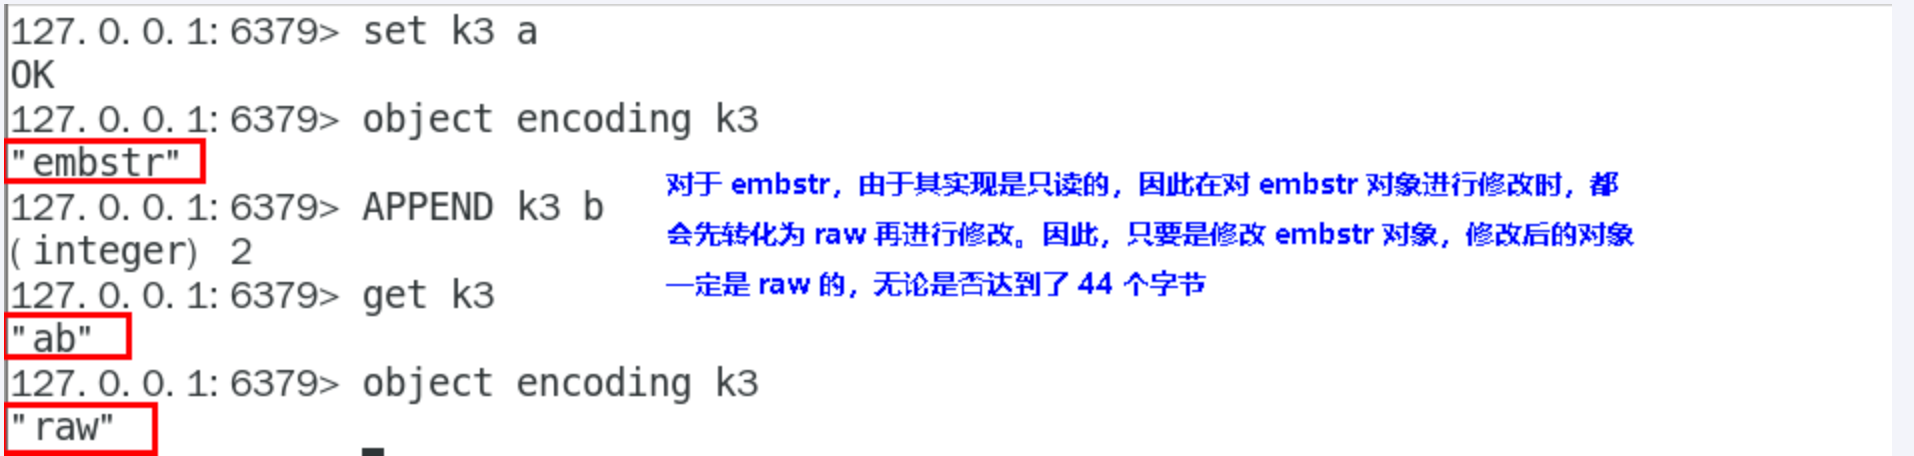 127.0.0.1:6379> set k3 a
OK
127.0.0.1:6379> object encoding k3
"embstr"
127.0.0.1:6379> APPEND k3 b
(integer) 2
127.0.0.1:6379> get k3
"ab"
127.0.0.1:6379> object encoding k3
"raw"
对于 embstr，由于其实现是只读的，因此在对 embstr 对象进行修改时，都
会先转化为 raw 再进行修改。因此，只要是修改 embstr 对象，修改后的对象
一定是 raw 的，无论是否达到了 44 个字节